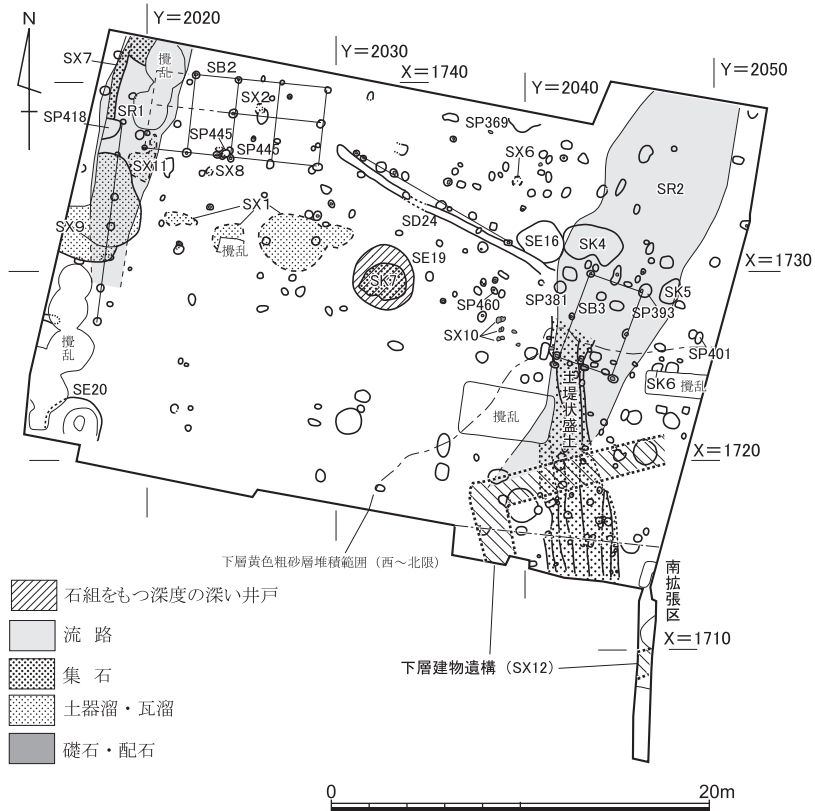 N
Y=2020
Y=2030
X=1740
Y=2040
Y=2050
SX7
攪乱
SB2
SR1
SX2
SP418
SP445
SP445
SP369
SX6
SX11
SX8
SR2
SX1
SD24
SX9
攪乱
SE19
SE16
SK4
X=1730
SK7
SP381
SK5
SP460
SB3
SP393
SX10
攪乱
SP401
SE20
土堤状盛土
SK6 攪乱
攪乱
X=1720
下層黄色粗砂層堆積範囲（西～北限）
南拡張区
石組をもつ深度の深い井戸
流 路
X=1710
集 石
下層建物遺構（SX12）
土器溜・瓦溜
礎石・配石
0
20m